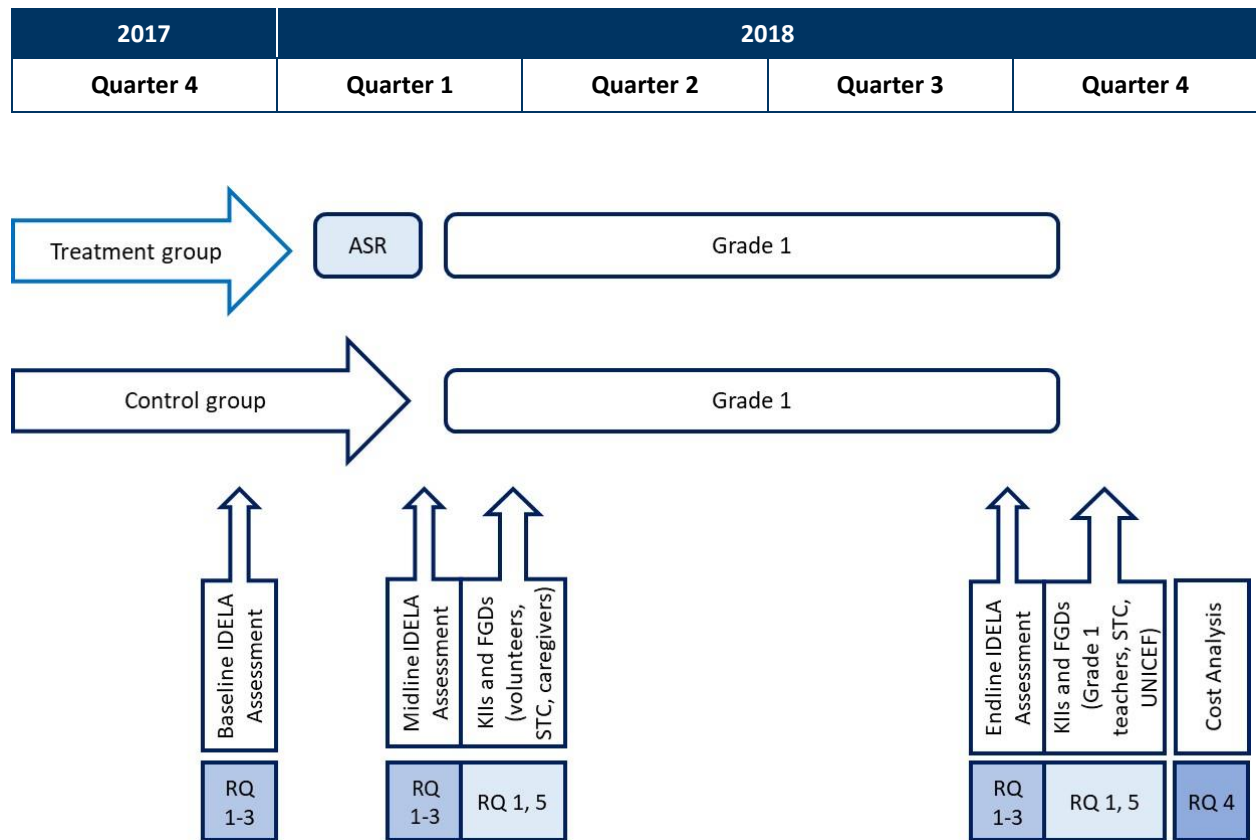 2017
2018
Quarter 4
Quarter 1
Quarter 2
Quarter 3
Quarter 4
Treatment group
ASR
Grade 1
Control group
Grade 1
Baseline IDELA
Assessment
Midline IDELA
Assessment
KIIs and FGDs
(volunteers,
STC, caregivers)
Endline IDELA
Assessment
KIIs and FGDs
(Grade 1
teachers, STC,
UNICEF)
Cost Analysis
RQ
1-3
RQ
1-3
RQ 1, 5
RQ
1-3
RQ 1, 5
RQ 4